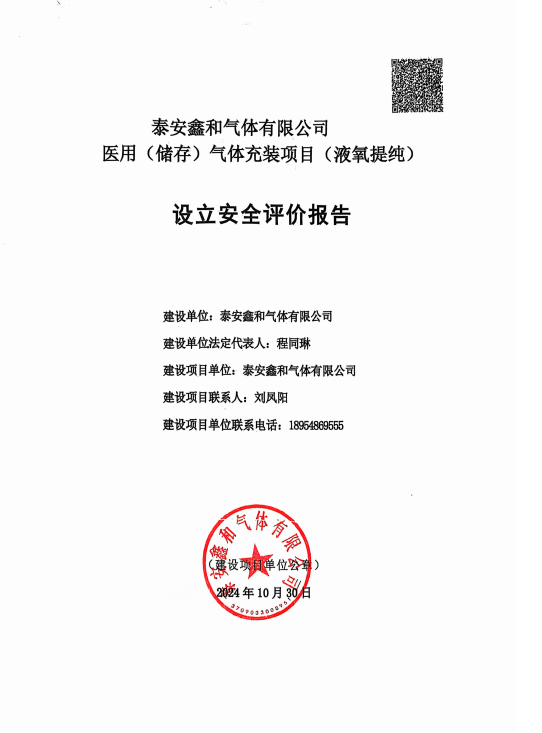 泰安鑫和气体有限公司
医用（储存）气体充装项目（液氧提纯）
设立安全评价报告
建设单位：泰安鑫和气体有限公司
建设单位法定代表人：程同琳
建设项目单位：泰安鑫和气体有限公司
建设项目联系人：刘凤阳
建设项目单位联系电话：18954869555
泰安鑫和气体有限公司
（建设项目单位公章）
2024年10月30日